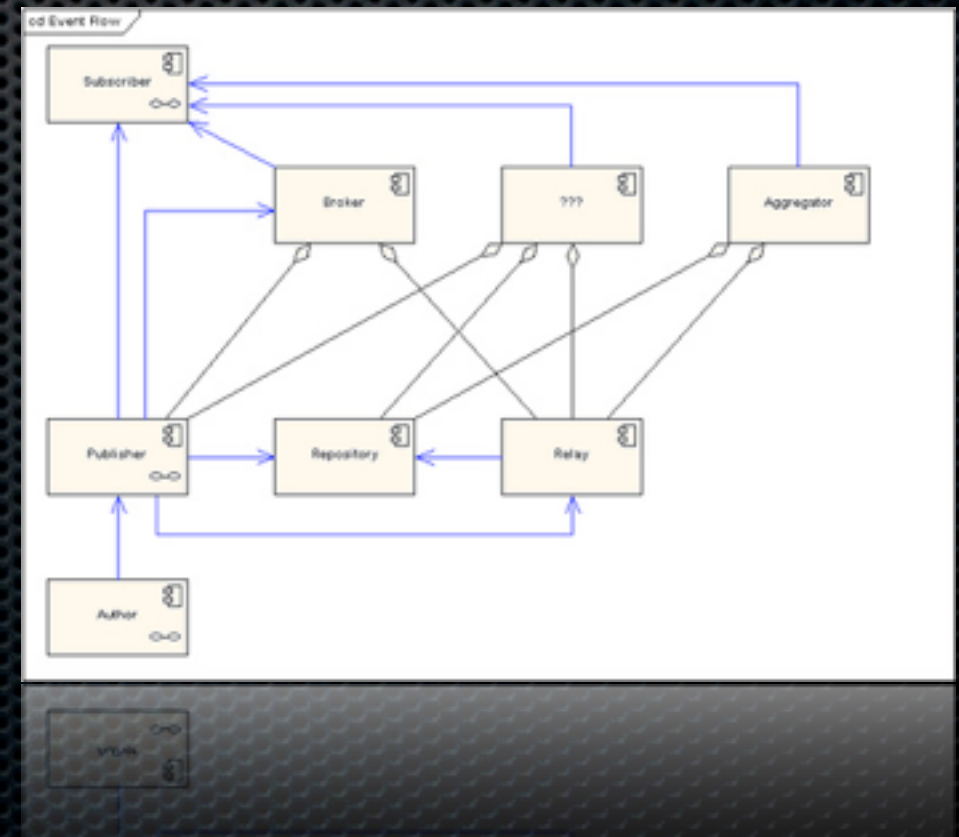 cd Event Flow
Subscriber
Broker
???
Aggregator
Publisher
Repository
Relay
Author